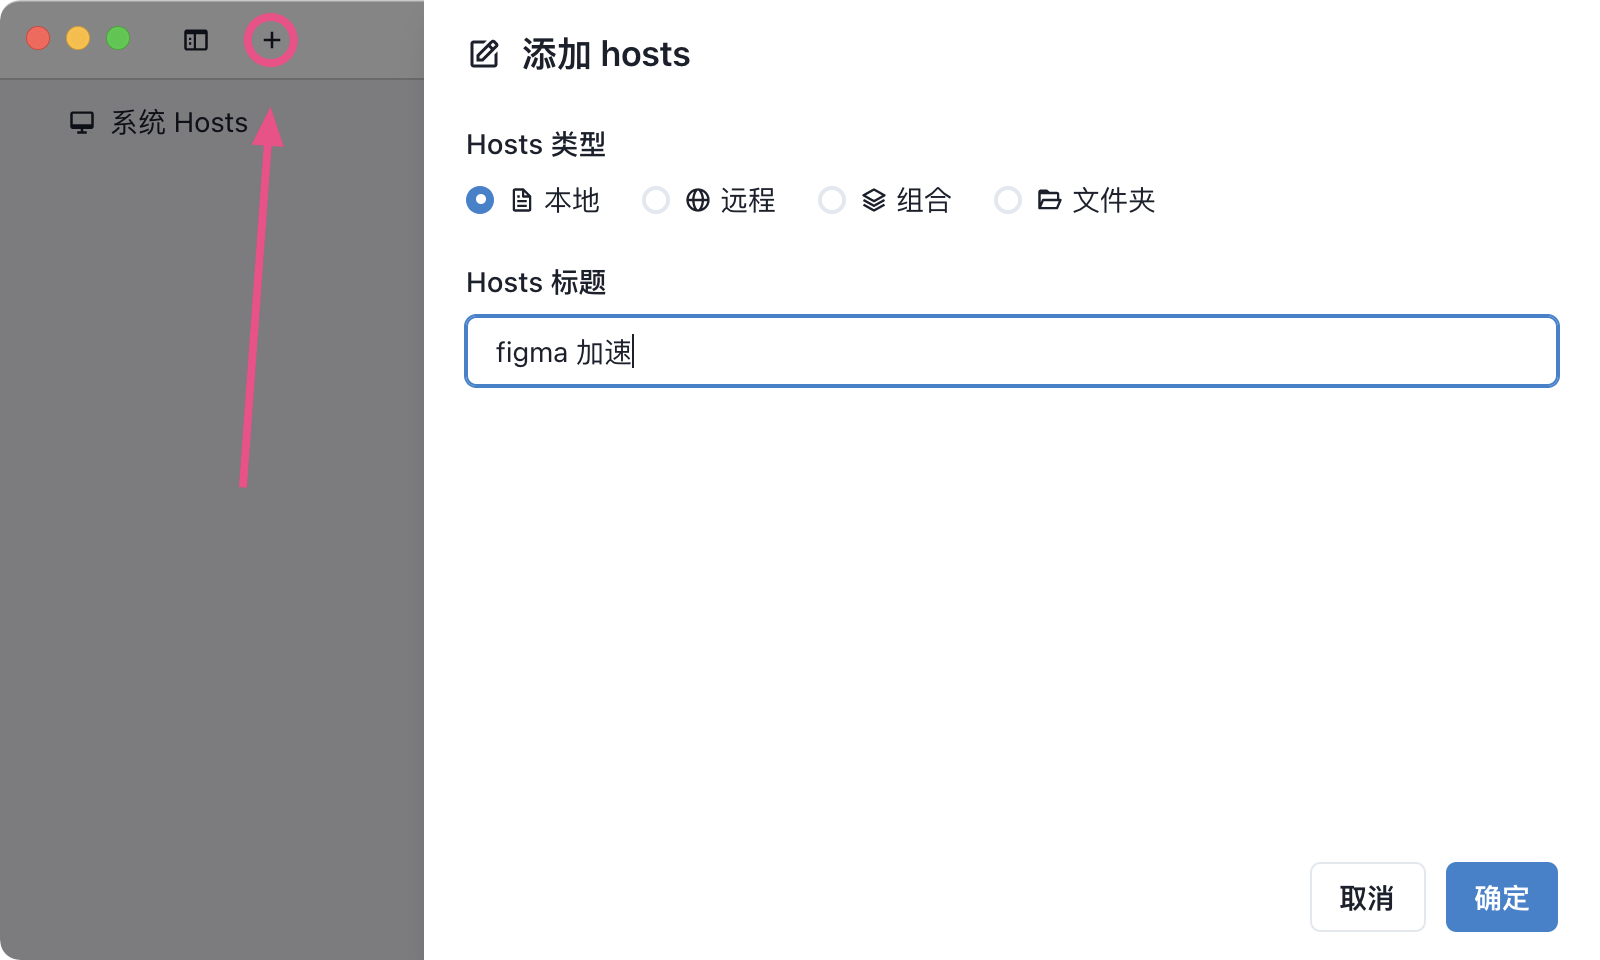 系统 Hosts
添加 hosts
Hosts 类型
本地 远程 组合 文件夹
Hosts 标题
figma 加速
取消 确定